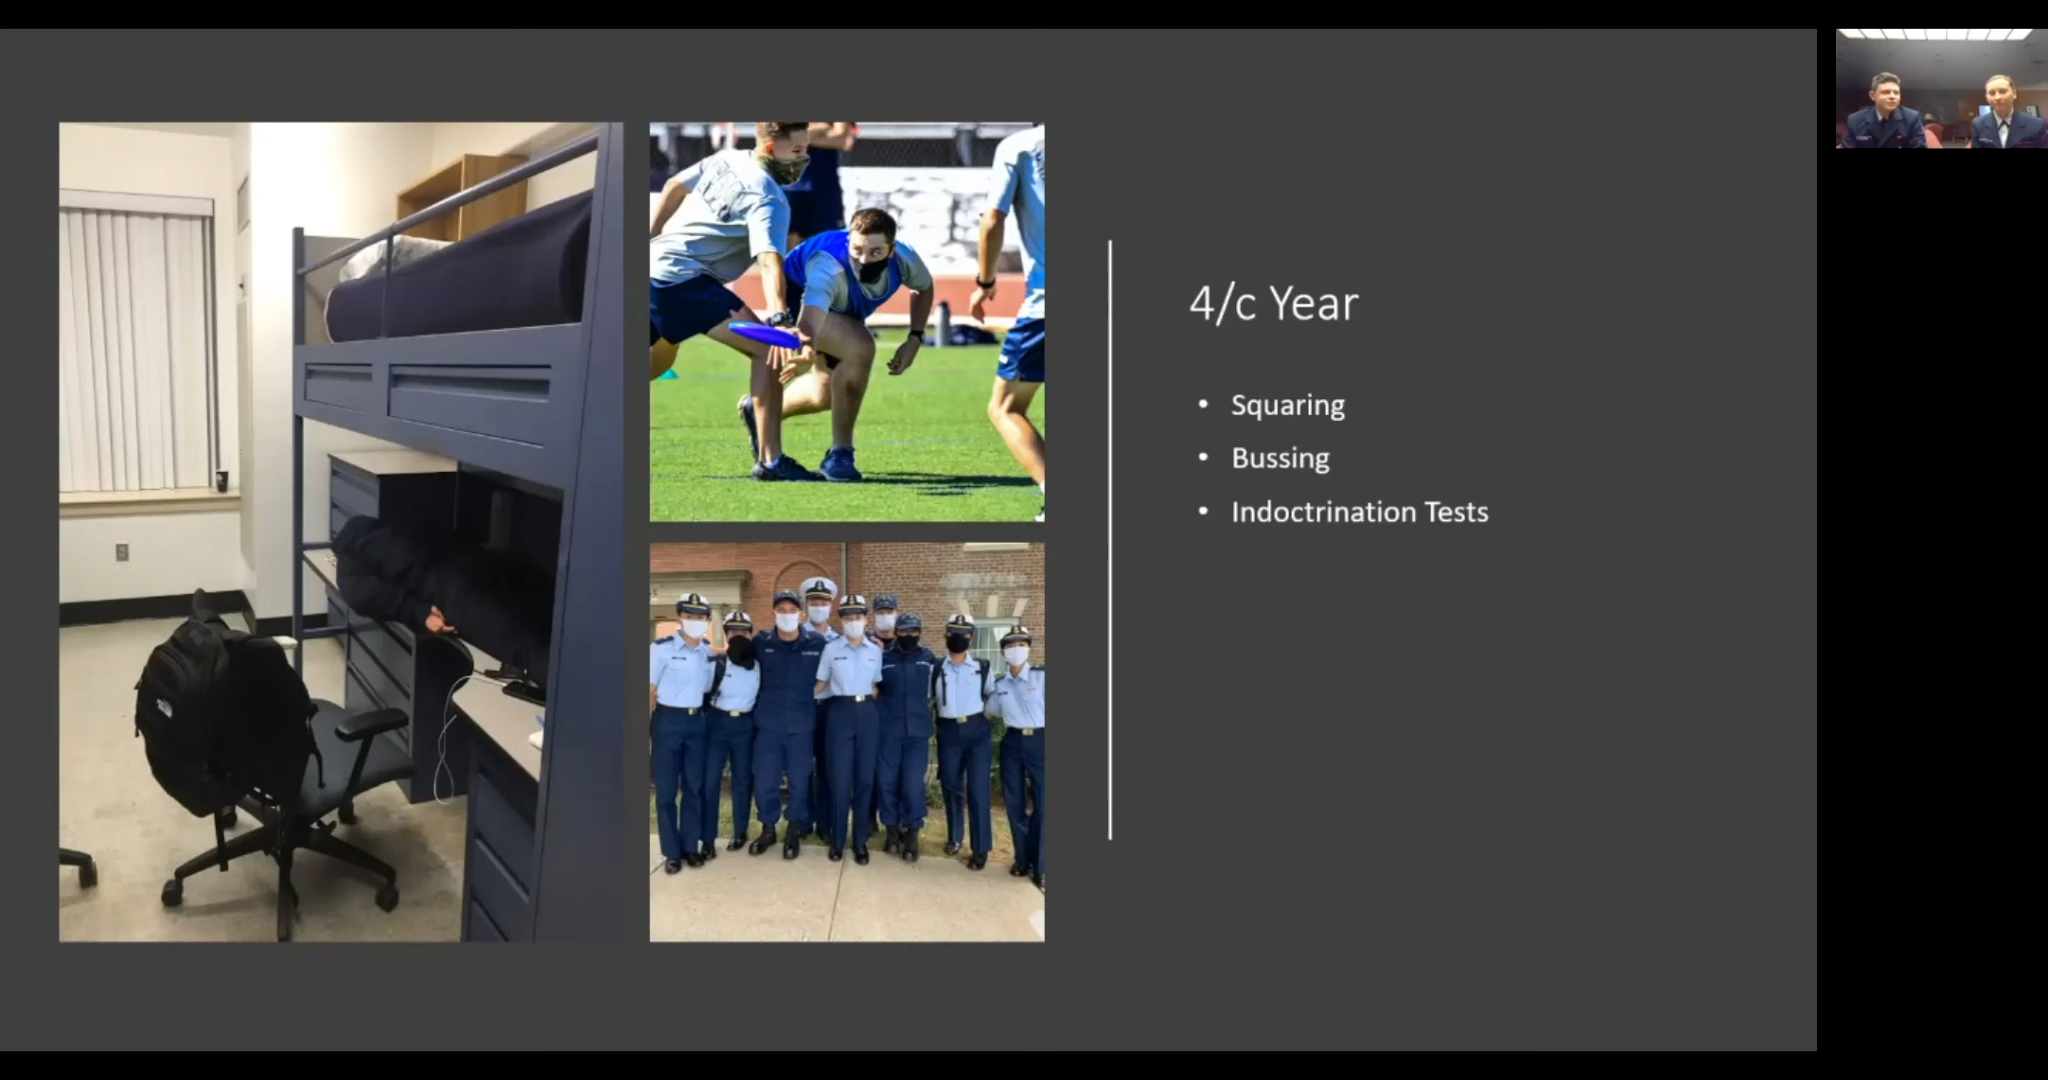 4/c Year
Squaring
Bussing
Indoctrination Tests